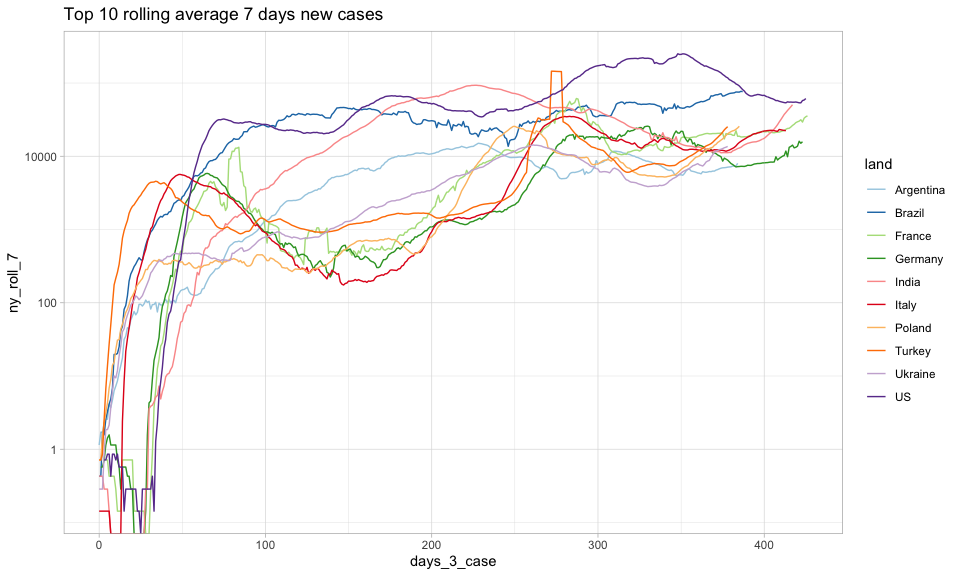 Top 10 rolling average 7 days new cases
ny_roll_7
10000
100
1
0
100
200
300
400
days_3_case
land
Argentina
Brazil
France
Germany
India
Italy
Poland
Turkey
Ukraine
US